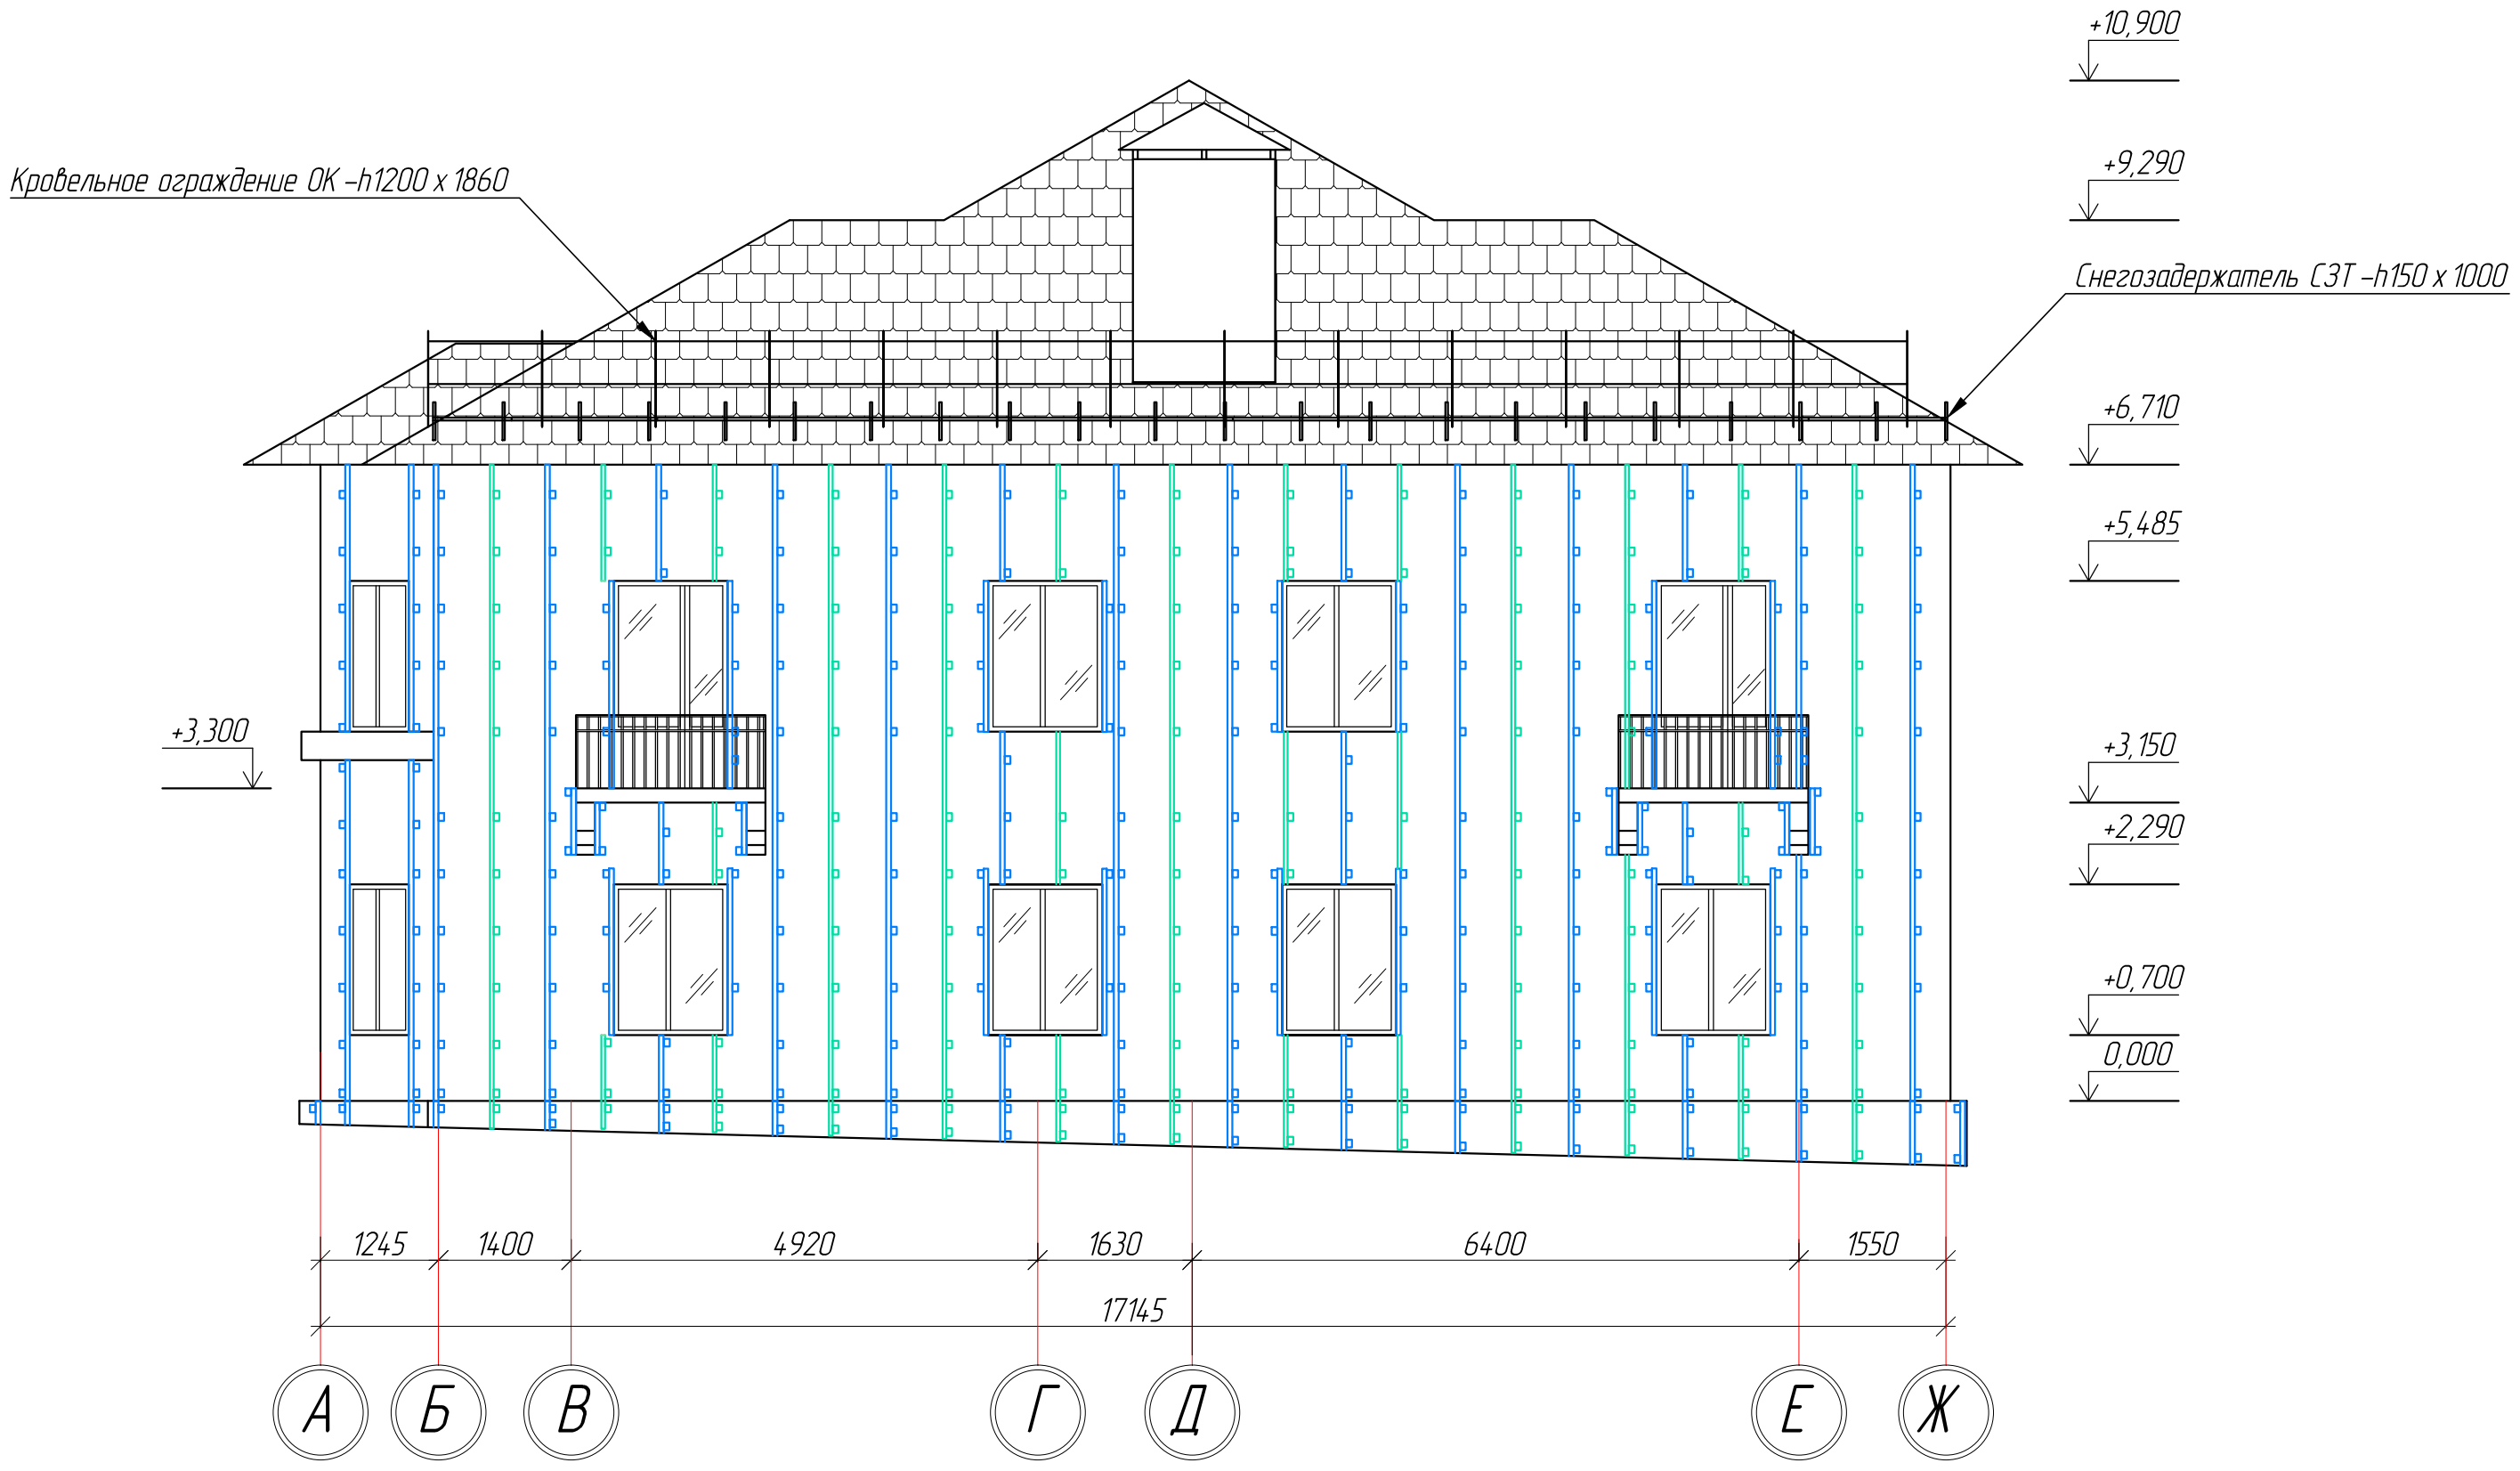 +10,900
+9,290
Кровельное ограждение ОК -h1200 х 1860
Снегозадержатель СЗТ -h150 х 1000
+6,710
+5,485
+3,300
+3,150
+2,290
+0,700
0,000
1245
1400
4920
1630
6400
1550
17145
А
Б
В
Г
Д
Е
Ж